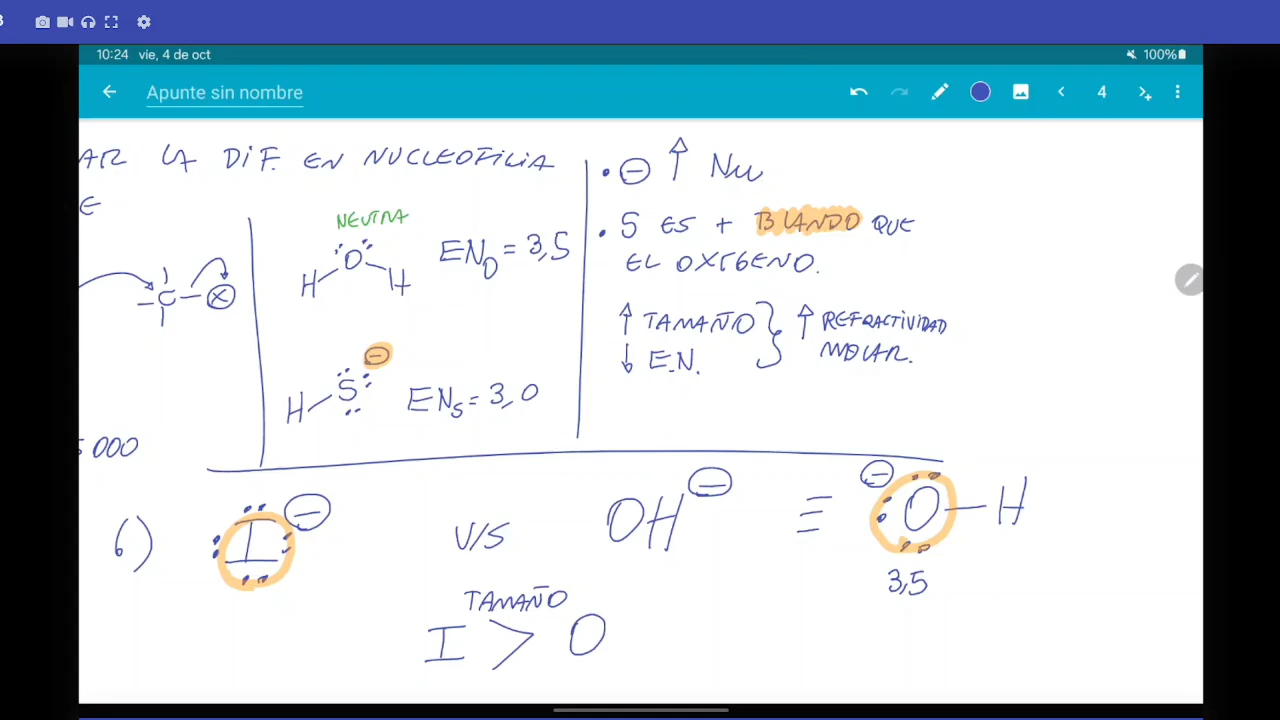 10:24 vie, 4 de oct
100%
Apunte sin nombre
4
AR LA DIF. EN NUCLEOFILIA
E
NEUTRA
H O H
EN_O = 3,5
C X
H S ⊖
EN_S = 3,0
5000
• ⊖ ↑ Nu
• S ES + BLANDO QUE
EL OXÍGENO.
↑ TAMAÑO } ↑ REFRACTIVIDAD
↓ E.N. MOLAR.
6) I ⊖ V/S OH ⊖ ≡ ⊖ O–H
3,5
TAMAÑO
I > O